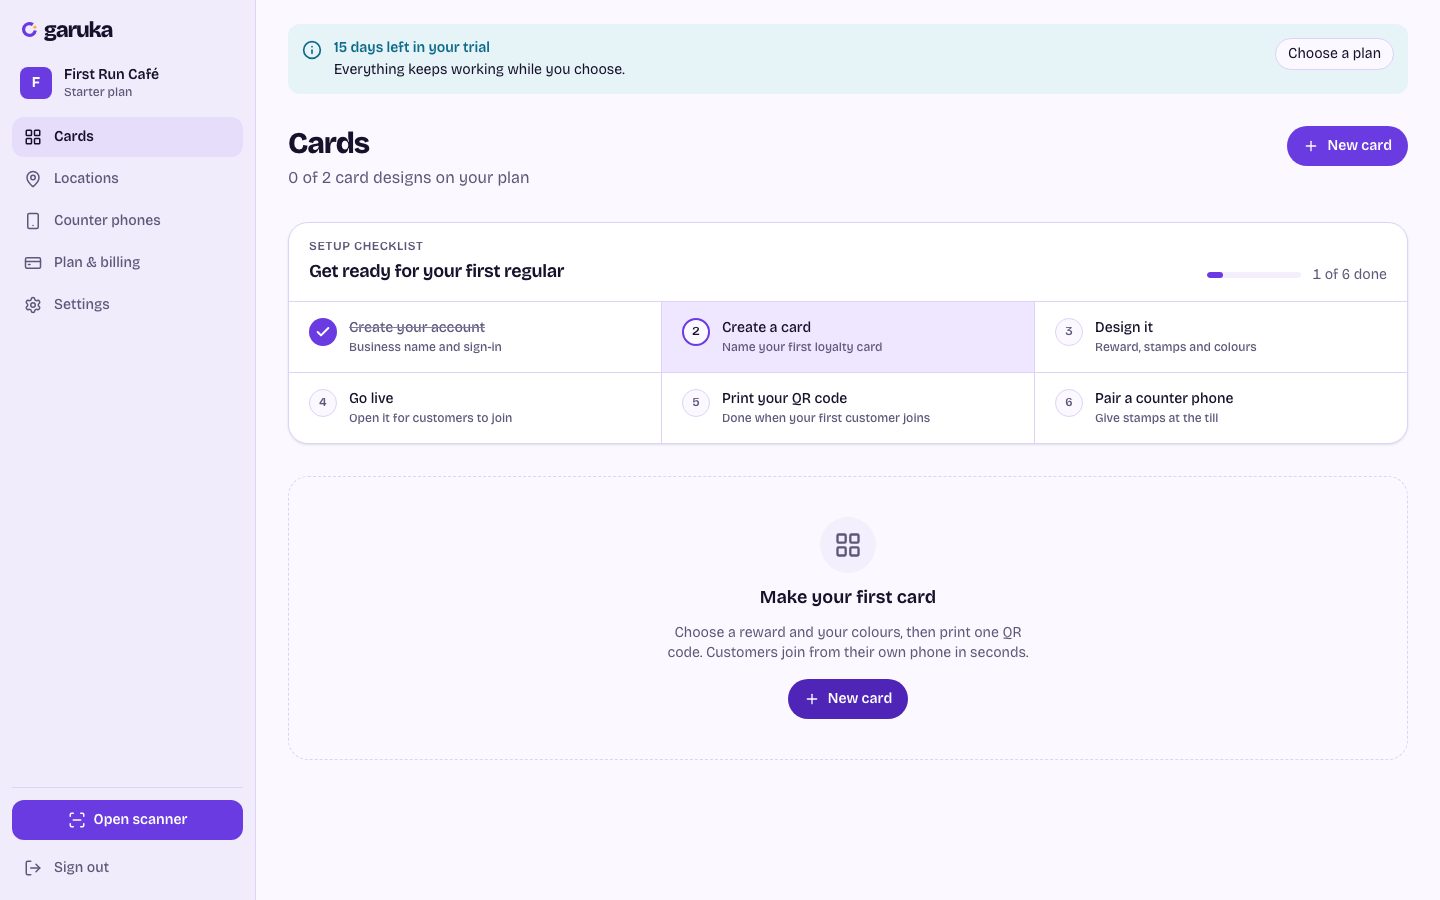 garuka
F
First Run Café
Starter plan
Cards
Locations
Counter phones
Plan & billing
Settings
Open scanner
Sign out
15 days left in your trial
Everything keeps working while you choose.
Choose a plan
Cards
0 of 2 card designs on your plan
New card
SETUP CHECKLIST
Get ready for your first regular
1 of 6 done
Create your account
Business name and sign-in
2
Create a card
Name your first loyalty card
3
Design it
Reward, stamps and colours
4
Go live
Open it for customers to join
5
Print your QR code
Done when your first customer joins
6
Pair a counter phone
Give stamps at the till
Make your first card
Choose a reward and your colours, then print one QR
code. Customers join from their own phone in seconds.
New card